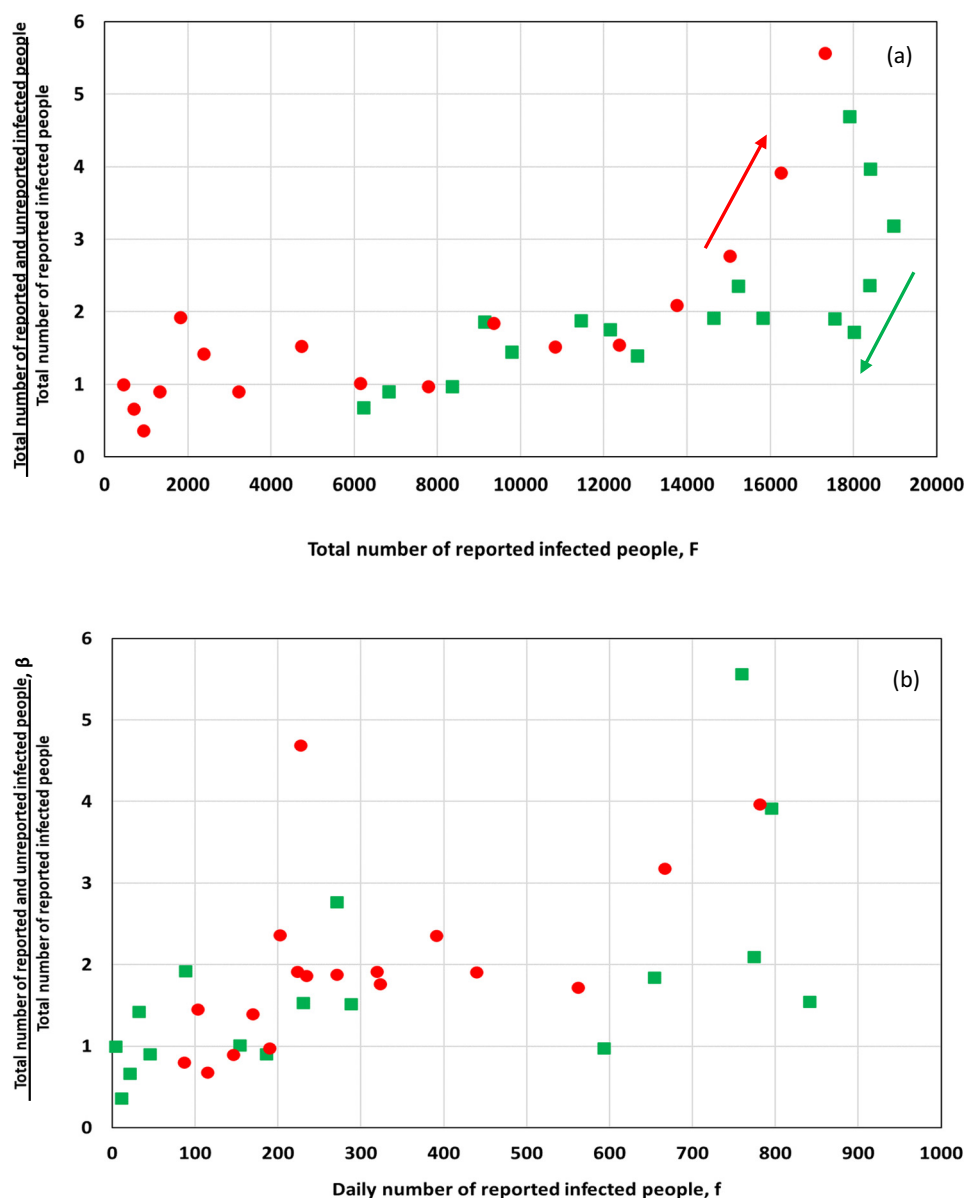 Total number of reported and unreported infected people
Total number of reported infected people
6
5
4
3
2
1
0
(a)
0 2000 4000 6000 8000 10000 12000 14000 16000 18000 20000
Total number of reported infected people, F
Total number of reported and unreported infected people, β
Total number of reported infected people
6
5
4
3
2
1
0
(b)
0 100 200 300 400 500 600 700 800 900 1000
Daily number of reported infected people, f